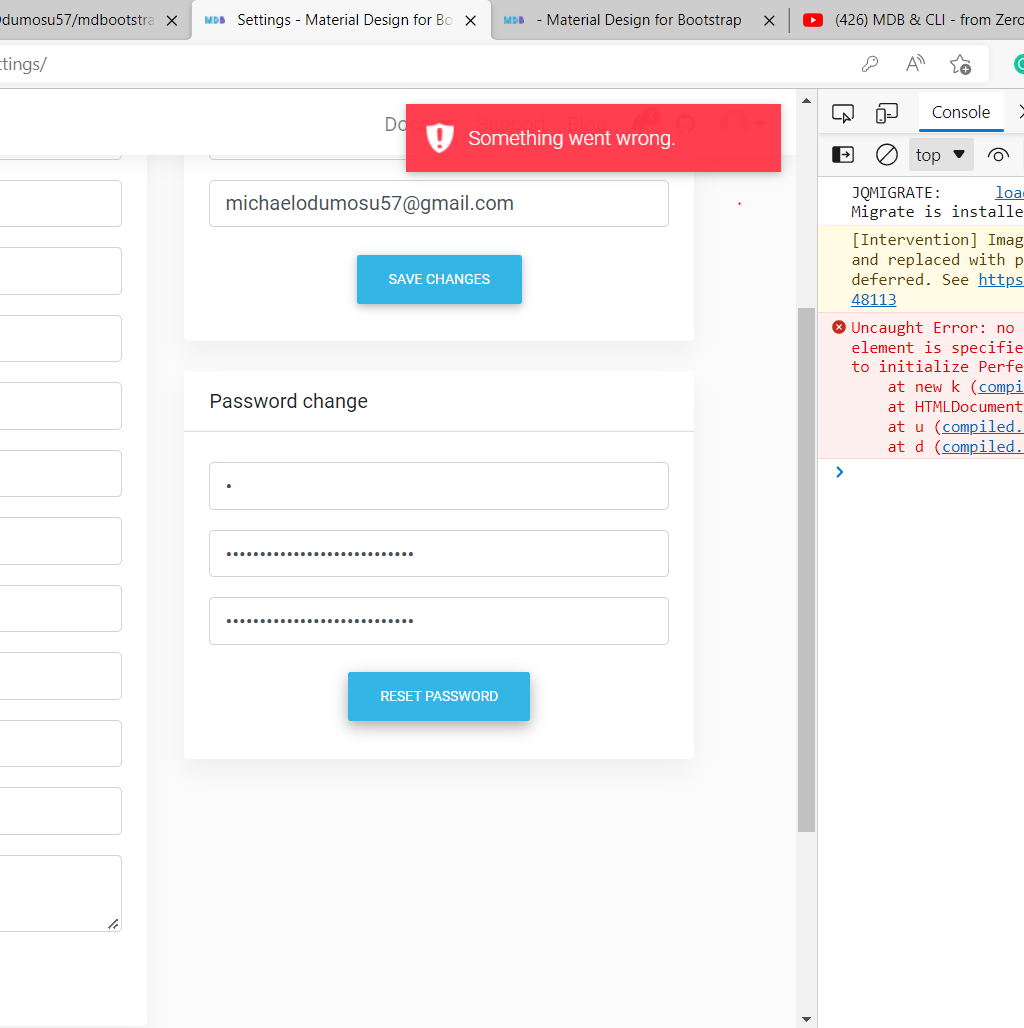 odumosu57/mdbootstra
MDB Settings - Material Design for Bo
MDB - Material Design for Bootstrap
(426) MDB & CLI - from Zero
ttings/
Something went wrong.
Support
Blog
michaelodumosu57@gmail.com
SAVE CHANGES
Password change
•
••••••••••••••••••••••••••••
••••••••••••••••••••••••••••
RESET PASSWORD
Console
top
JQMIGRATE: load
Migrate is installe
[Intervention] Imag
and replaced with p
deferred. See https
48113
Uncaught Error: no
element is specifie
to initialize Perfe
at new k (compi
at HTMLDocument
at u (compiled.
at d (compiled.